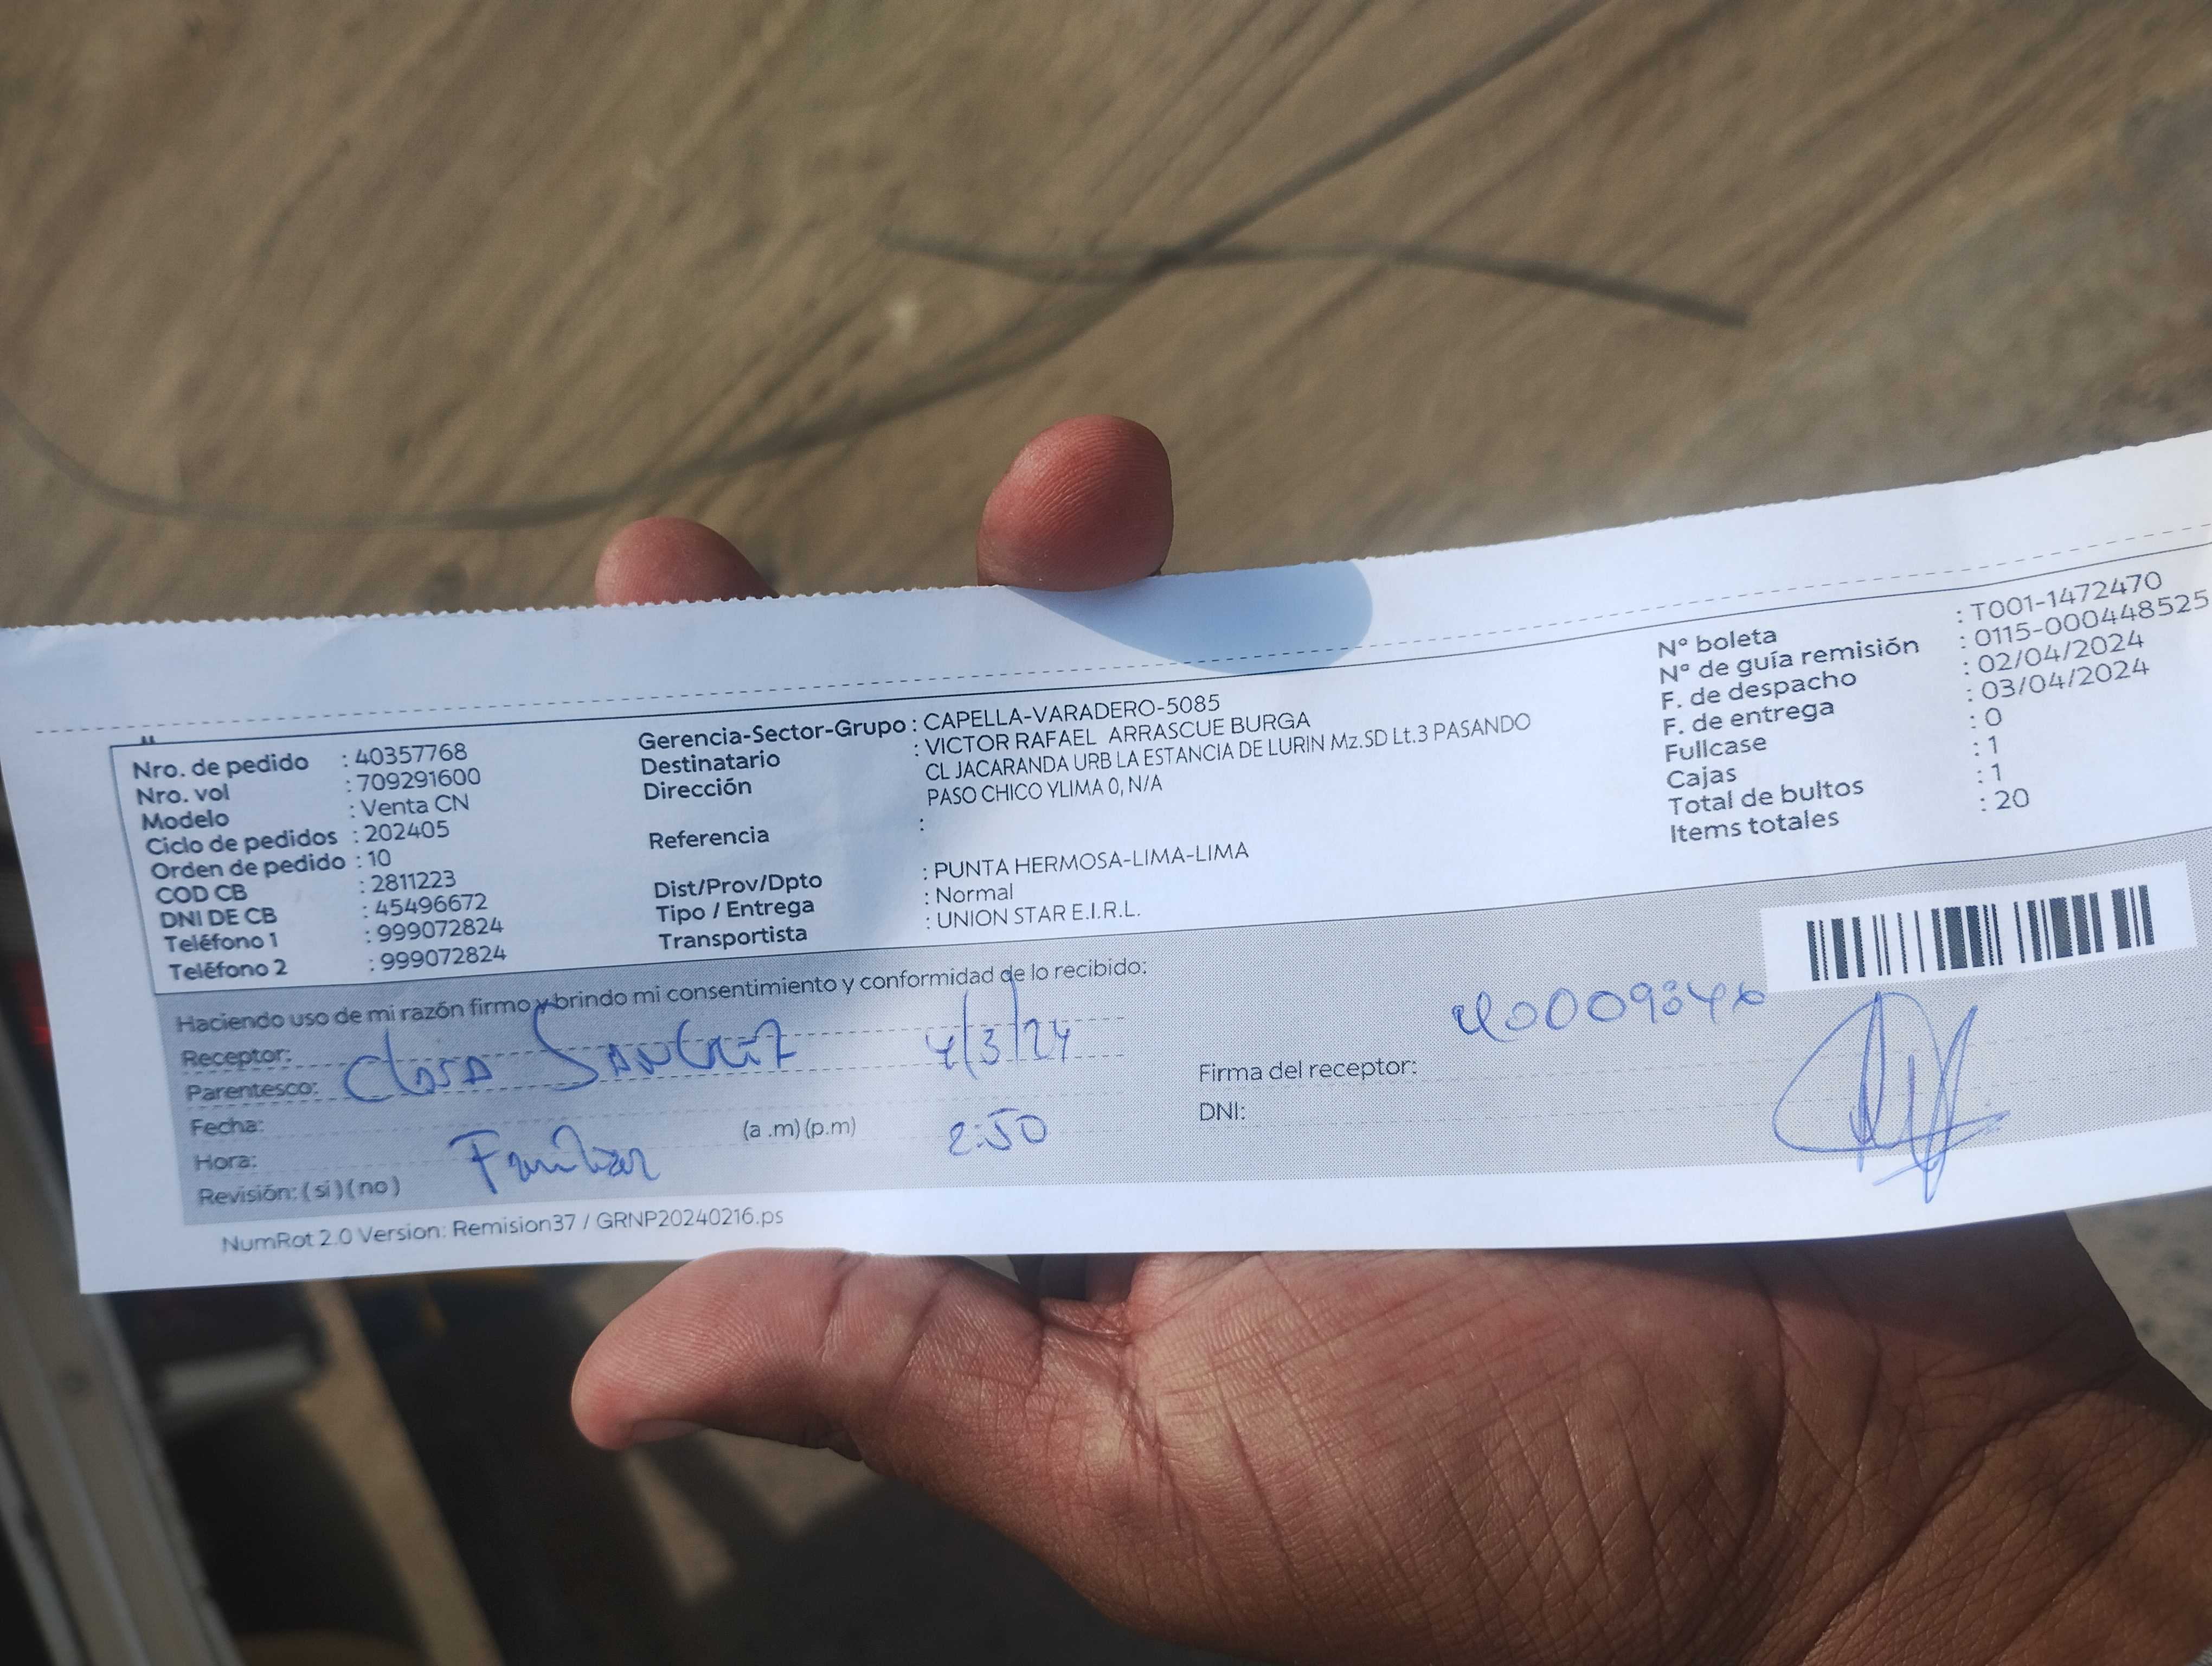 Nro. de pedido : 40357768
Nro. vol : 709291600
Modelo : Venta CN
Ciclo de pedidos : 202405
Orden de pedido : 10
COD CB : 2811223
DNI DE CB : 45496672
Teléfono 1 : 999072824
Teléfono 2 : 999072824
Gerencia-Sector-Grupo : CAPELLA-VARADERO-5085
Destinatario : VICTOR RAFAEL ARRASCUE BURGA
Dirección CL JACARANDA URB LA ESTANCIA DE LURIN Mz.SD Lt.3 PASANDO
PASO CHICO YLIMA 0, N/A
Referencia :
Dist/Prov/Dpto : PUNTA HERMOSA-LIMA-LIMA
Tipo / Entrega : Normal
Transportista : UNION STAR E.I.R.L.
N° boleta : T001-1472470
N° de guía remisión : 0115-000448525
F. de despacho : 02/04/2024
F. de entrega : 03/04/2024
Fullcase : 0
Cajas : 1
Total de bultos : 1
Items totales : 20
Haciendo uso de mi razón firmo y brindo mi consentimiento y conformidad de lo recibido:
Receptor:
Parentesco: 4/3/24
Fecha:
Hora: Familiar (a .m) (p.m) 2:50
Revisión: ( sí ) ( no )
Firma del receptor:
DNI:
NumRot 2.0 Version: Remision37 / GRNP20240216.ps